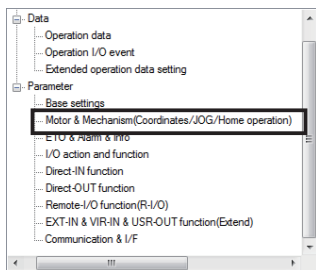 Data
Operation data
Operation I/O event
Extended operation data setting
Parameter
Base settings
Motor & Mechanism(Coordinates/JOG/Home operation)
ETO & Alarm & Info
I/O action and function
Direct-IN function
Direct-OUT function
Remote-I/O function(R-I/O)
EXT-IN & VIR-IN & USR-OUT function(Extend)
Communication & I/F